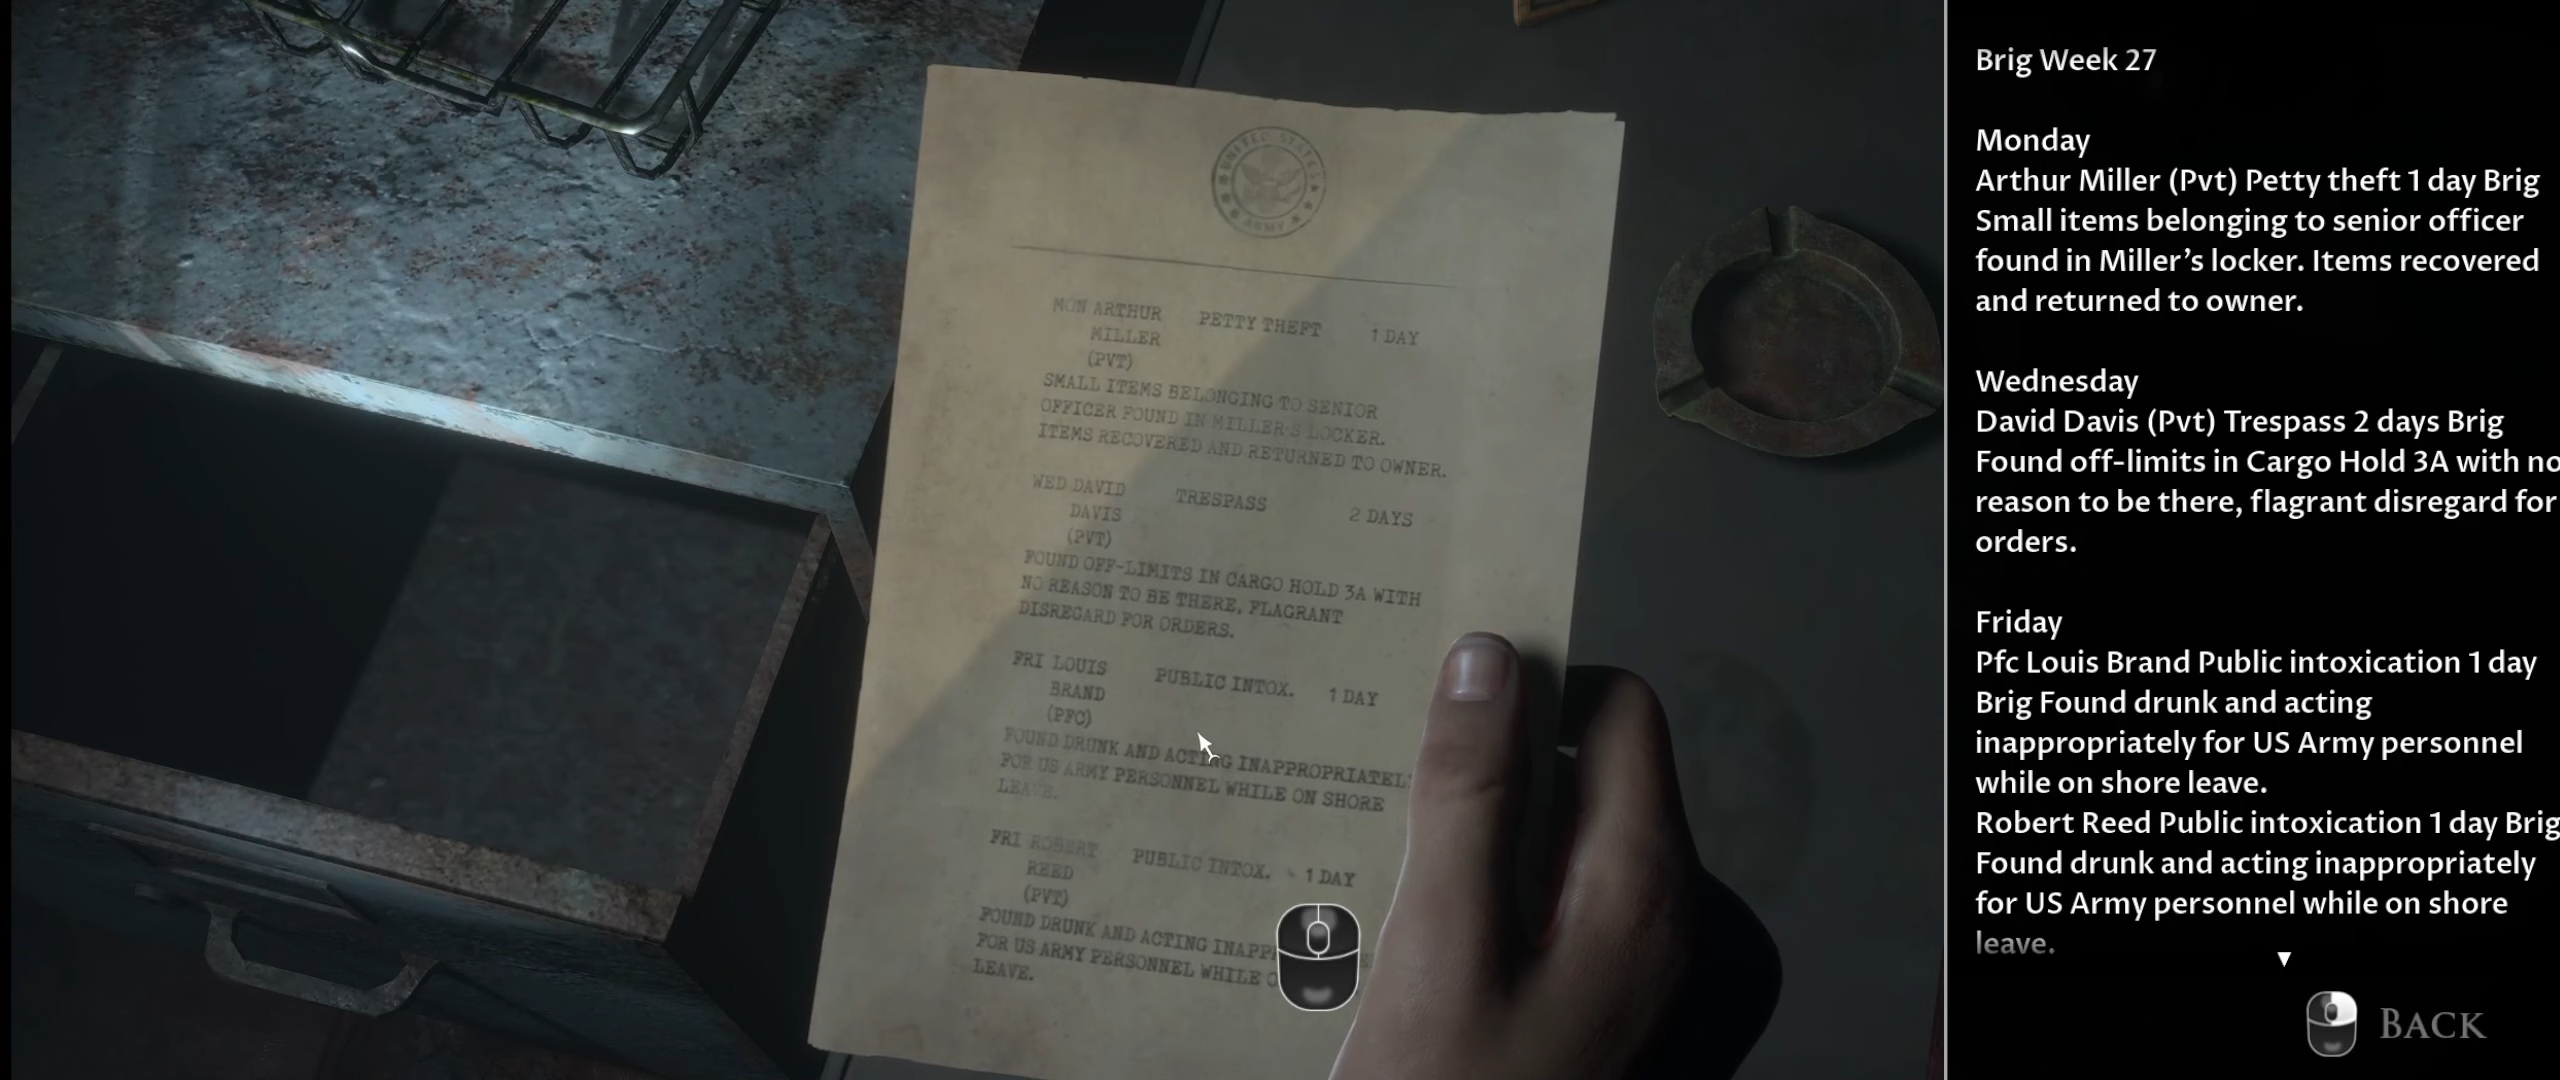 UNITED STATES
ARMY
MON ARTHUR MILLER (PVT) PETTY THEFT 1 DAY
SMALL ITEMS BELONGING TO SENIOR
OFFICER FOUND IN MILLER'S LOCKER.
ITEMS RECOVERED AND RETURNED TO OWNER.
WED DAVID DAVIS (PVT) TRESPASS 2 DAYS
FOUND OFF-LIMITS IN CARGO HOLD 3A WITH
NO REASON TO BE THERE, FLAGRANT
DISREGARD FOR ORDERS.
FRI LOUIS BRAND (PFC) PUBLIC INTOX. 1 DAY
FOUND DRUNK AND ACTING INAPPROPRIATEL
FOR US ARMY PERSONNEL WHILE ON SHORE
LEAVE.
FRI ROBERT REED (PVT) PUBLIC INTOX. 1 DAY
FOUND DRUNK AND ACTING INAPP
FOR US ARMY PERSONNEL WHILE O
LEAVE.
Brig Week 27
Monday
Arthur Miller (Pvt) Petty theft 1 day Brig
Small items belonging to senior officer
found in Miller’s locker. Items recovered
and returned to owner.
Wednesday
David Davis (Pvt) Trespass 2 days Brig
Found off-limits in Cargo Hold 3A with no
reason to be there, flagrant disregard for
orders.
Friday
Pfc Louis Brand Public intoxication 1 day
Brig Found drunk and acting
inappropriately for US Army personnel
while on shore leave.
Robert Reed Public intoxication 1 day Brig
Found drunk and acting inappropriately
for US Army personnel while on shore
leave.
BACK